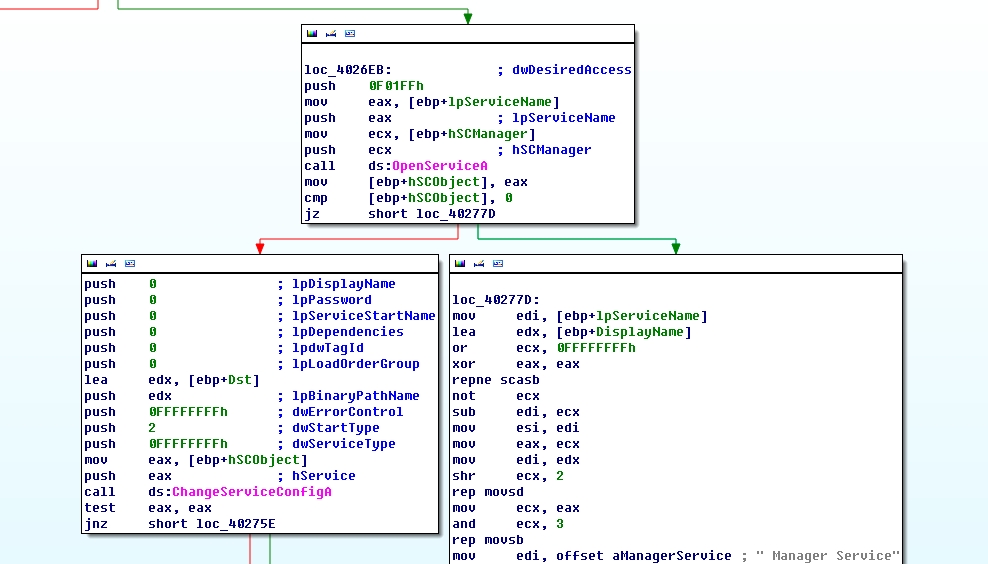 loc_4026EB: ; dwDesiredAccess
push 0F01FFh
mov eax, [ebp+lpServiceName]
push eax ; lpServiceName
mov ecx, [ebp+hSCManager]
push ecx ; hSCManager
call ds:OpenServiceA
mov [ebp+hSCObject], eax
cmp [ebp+hSCObject], 0
jz short loc_40277D
push 0 ; lpDisplayName
push 0 ; lpPassword
push 0 ; lpServiceStartName
push 0 ; lpDependencies
push 0 ; lpdwTagId
push 0 ; lpLoadOrderGroup
lea edx, [ebp+Dst]
push edx ; lpBinaryPathName
push 0FFFFFFFFh ; dwErrorControl
push 2 ; dwStartType
push 0FFFFFFFFh ; dwServiceType
mov eax, [ebp+hSCObject]
push eax ; hService
call ds:ChangeServiceConfigA
test eax, eax
jnz short loc_40275E
loc_40277D:
mov edi, [ebp+lpServiceName]
lea edx, [ebp+DisplayName]
or ecx, 0FFFFFFFFh
xor eax, eax
repne scasb
not ecx
sub edi, ecx
mov esi, edi
mov eax, ecx
mov edi, edx
shr ecx, 2
rep movsd
mov ecx, eax
and ecx, 3
rep movsb
mov edi, offset aManagerService ; " Manager Service"